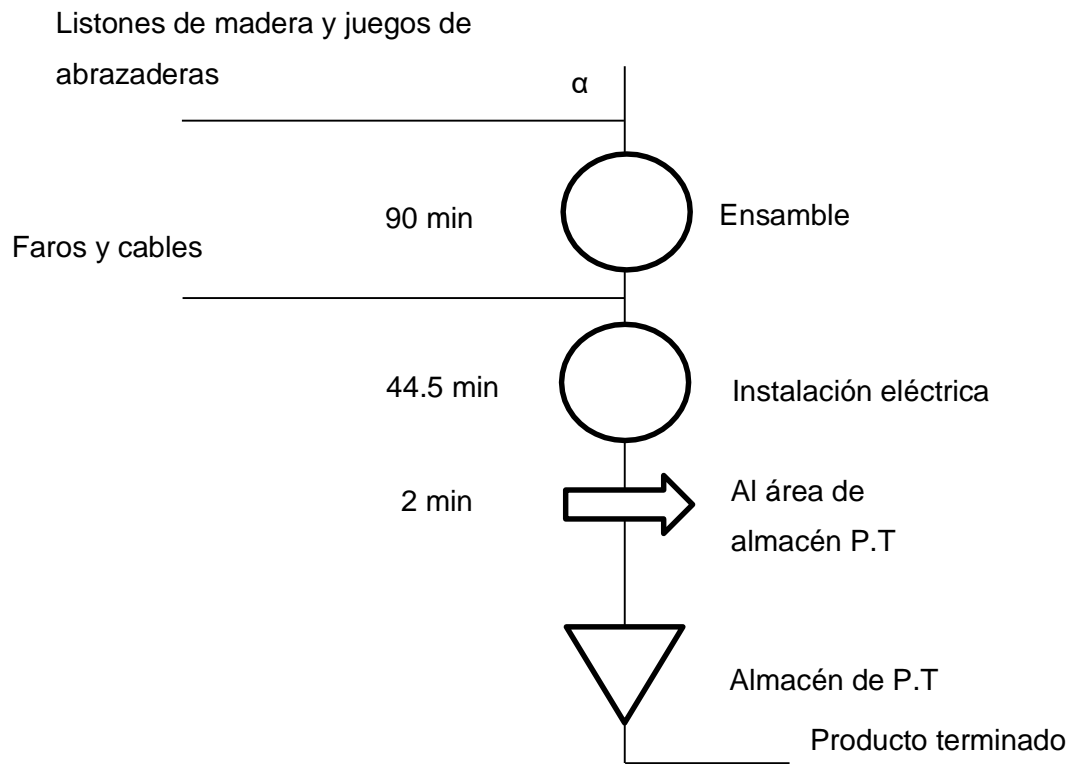 Listones de madera y juegos de
abrazaderas
α
90 min
Ensamble
Faros y cables
44.5 min
Instalación eléctrica
2 min
Al área de
almacén P.T
Almacén de P.T
Producto terminado